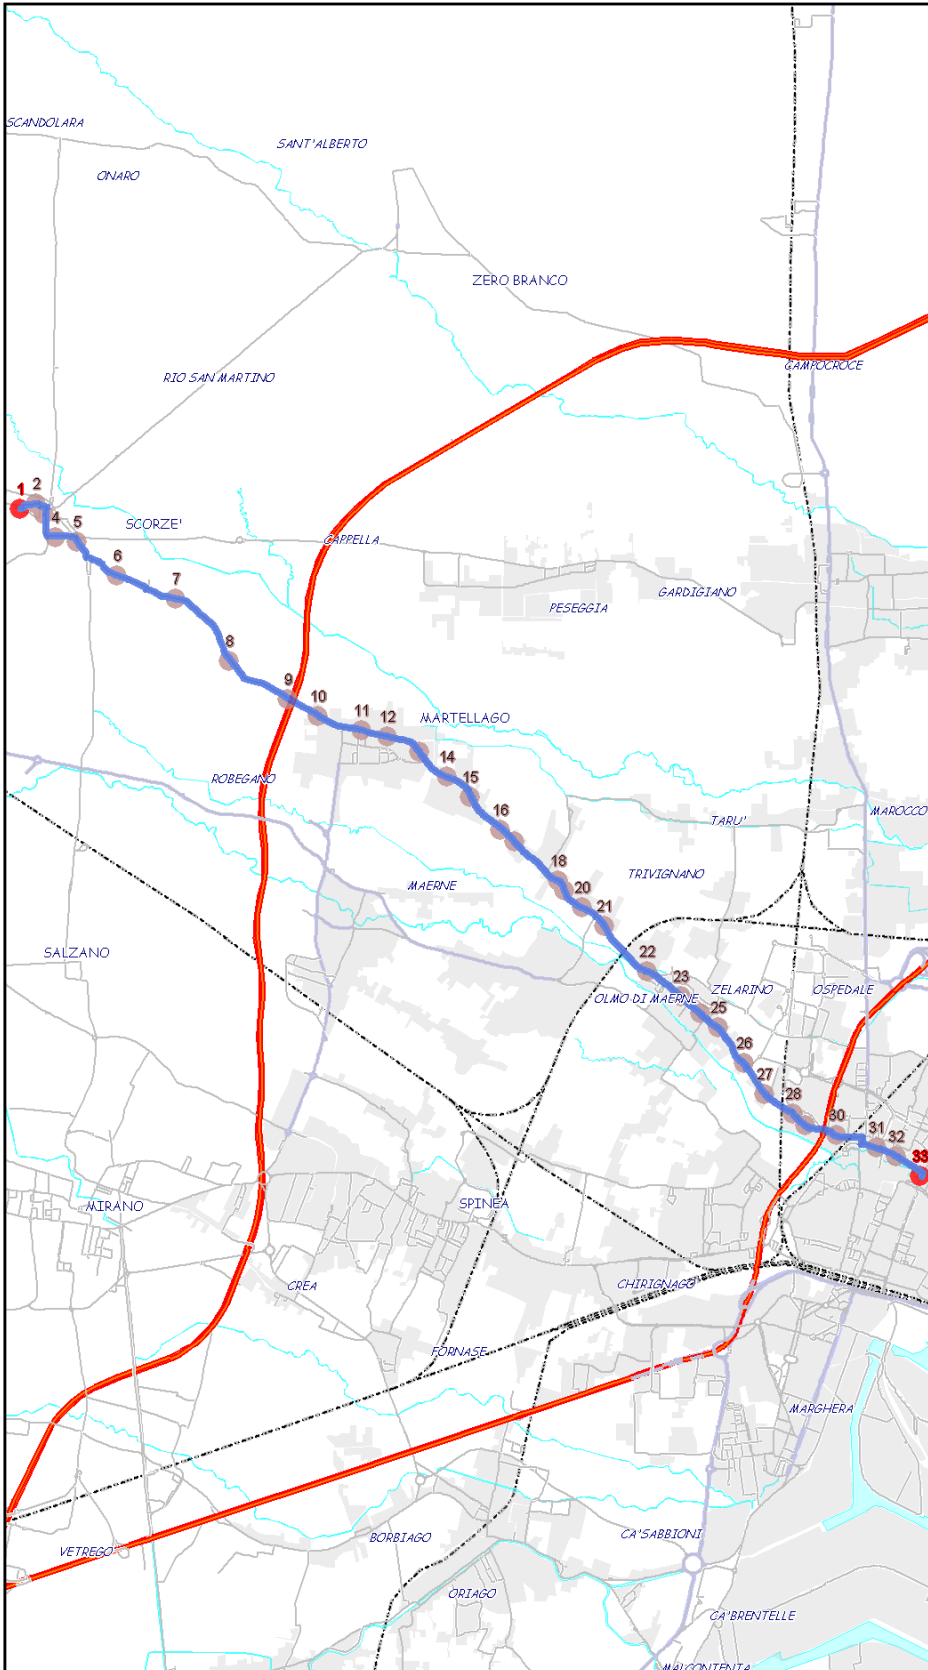 SCANDOLARA
SANT'ALBERTO
ONARO
ZERO BRANCO
CAMPOCROCE
RIO SAN MARTINO
1
2
4
SCORZE'
5
CAPPELLA
6
7
GARDIGIANO
PESEGGIA
8
9
10
MARTELLAGO
11
12
14
ROBEGANO
15
MAROCCO
16
TARU'
18
TRIVIGNANO
MAERNE
20
21
SALZANO
22
23
ZELARINO
OSPEDALE
OLMO DI MAERNE
25
26
27
28
30
31
32
33
MIRANO
SPINEA
CREA
CHIRIGNAGO
FORNASE
MARGHERA
CA'SABBIONI
BORBIAGO
VETREGO
ORIAGO
CA'BRENTELLE
MALCONTENTA